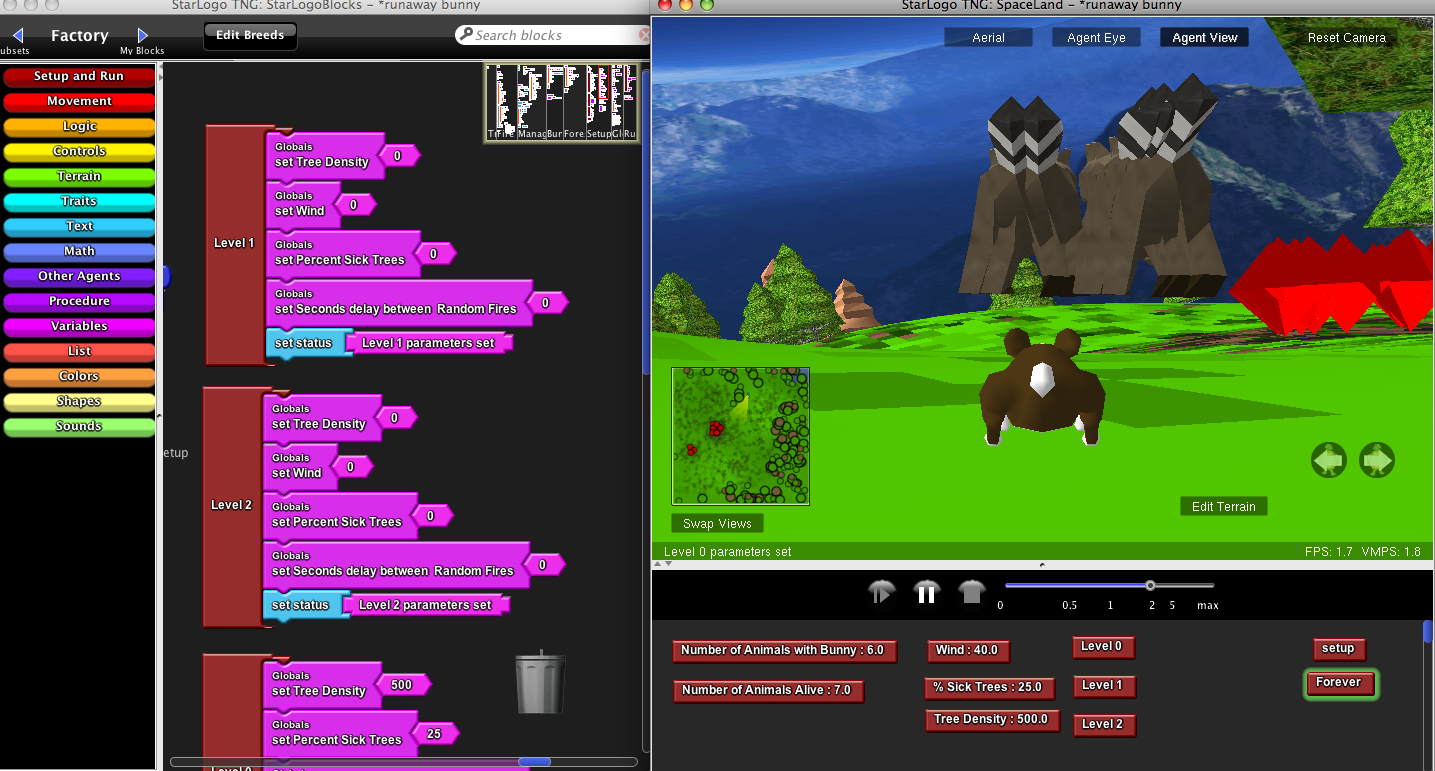 StarLogo TNG: StarLogoBlocks – *runaway bunny
Factory
ubsets
My Blocks
Edit Breeds
Search blocks
Setup and Run
Movement
Logic
Controls
Terrain
Traits
Text
Math
Other Agents
Procedure
Variables
List
Colors
Shapes
Sounds
etup
Manag
Bur
Fore
Setup
Ru
Level 1
Globals
set Tree Density
0
Globals
set Wind
0
Globals
set Percent Sick Trees
0
Globals
set Seconds delay between Random Fires
0
set status
Level 1 parameters set
Level 2
Globals
set Tree Density
0
Globals
set Wind
0
Globals
set Percent Sick Trees
0
Globals
set Seconds delay between Random Fires
0
set status
Level 2 parameters set
Globals
set Tree Density
500
Globals
set Percent Sick Trees
25
StarLogo TNG: SpaceLand – *runaway bunny
Aerial
Agent Eye
Agent View
Reset Camera
Swap Views
Edit Terrain
Level 0 parameters set
FPS: 1.7 VMPS: 1.8
0 0.5 1 2 5 max
Number of Animals with Bunny : 6.0
Number of Animals Alive : 7.0
Wind : 40.0
% Sick Trees : 25.0
Tree Density : 500.0
Level 0
Level 1
Level 2
setup
Forever